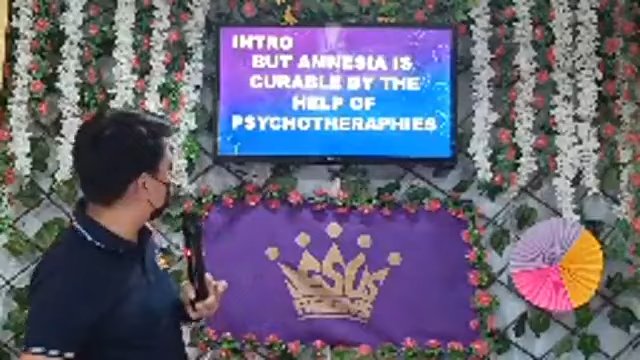 INTRO
BUT AMNESIA IS
CURABLE BY THE
HELP OF
PSYCHOTHERAPHIES